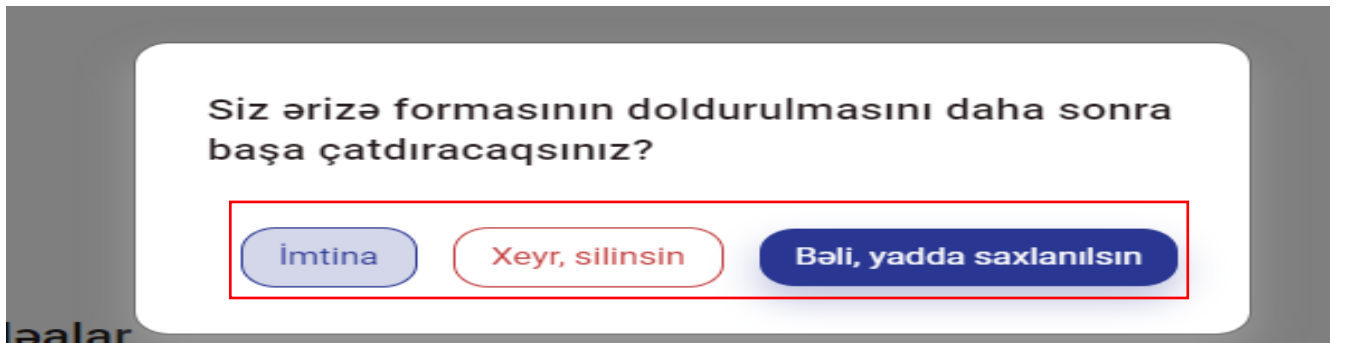 Siz ərizə formasının doldurulmasını daha sonra
başa çatdıracaqsınız?
İmtina Xeyr, silinsin Bəli, yadda saxlanılsın